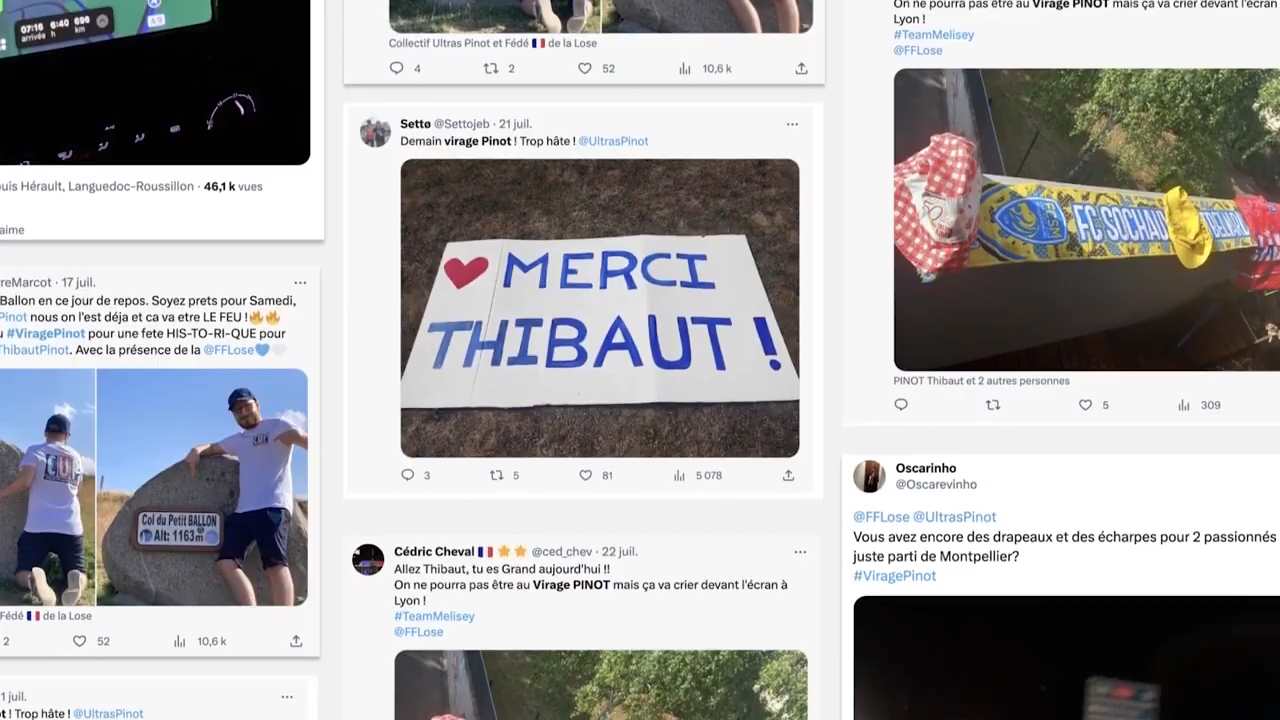 07:16 6:40 696
arrivée h km
A9
uis Hérault, Languedoc-Roussillon · 46,1 k vues
aime
reMarcot · 17 juil.
Ballon en ce jour de repos. Soyez prets pour Samedi,
Pinot nous on l'est déja et ca va etre LE FEU !
#ViragePinot pour une fete HIS-TO-RI-QUE pour
ThibautPinot. Avec la présence de la @FFLose
CUP
Col du Petit BALLON
Alt: 1163m
Fédé de la Lose
2 52 10,6 k
1 juil.
t ! Trop hâte ! @UltrasPinot
Collectif Ultras Pinot et Fédé de la Lose
4 2 52 10,6 k
Settø @Settojeb · 21 juil.
Demain virage Pinot ! Trop hâte ! @UltrasPinot
MERCI
THIBAUT !
3 5 81 5 078
Cédric Cheval @ced_chev · 22 juil.
Allez Thibaut, tu es Grand aujourd'hui !!
On ne pourra pas être au Virage PINOT mais ça va crier devant l'écran à
Lyon !
#TeamMelisey
@FFLose
On ne pourra pas être au Virage PINOT mais ça va crier devant l'écran
Lyon !
#TeamMelisey
@FFLose
FCSM
FC SOCHAU
PINOT Thibaut et 2 autres personnes
5 309
Oscarinho
@Oscarevinho
@FFLose @UltrasPinot
Vous avez encore des drapeaux et des écharpes pour 2 passionnés
juste parti de Montpellier?
#ViragePinot